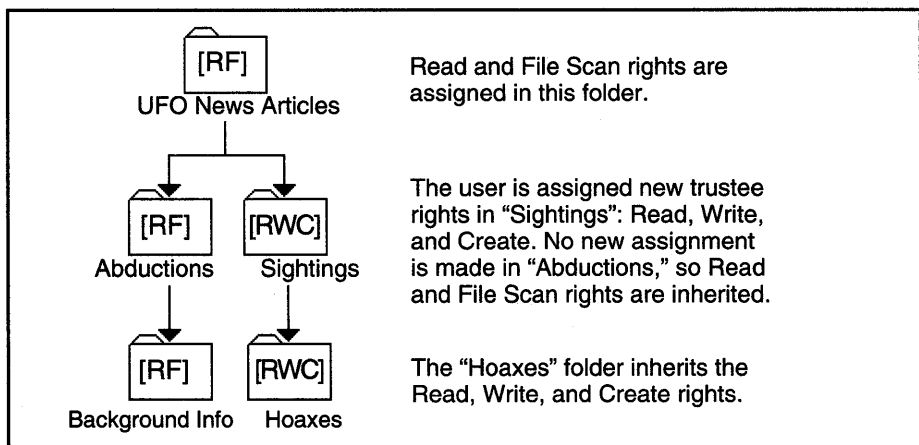 [RF]
UFO News Articles
Read and File Scan rights are
assigned in this folder.
[RF]
Abductions
[RWC]
Sightings
The user is assigned new trustee
rights in “Sightings”: Read, Write,
and Create. No new assignment
is made in “Abductions,” so Read
and File Scan rights are inherited.
[RF]
Background Info
[RWC]
Hoaxes
The “Hoaxes” folder inherits the
Read, Write, and Create rights.